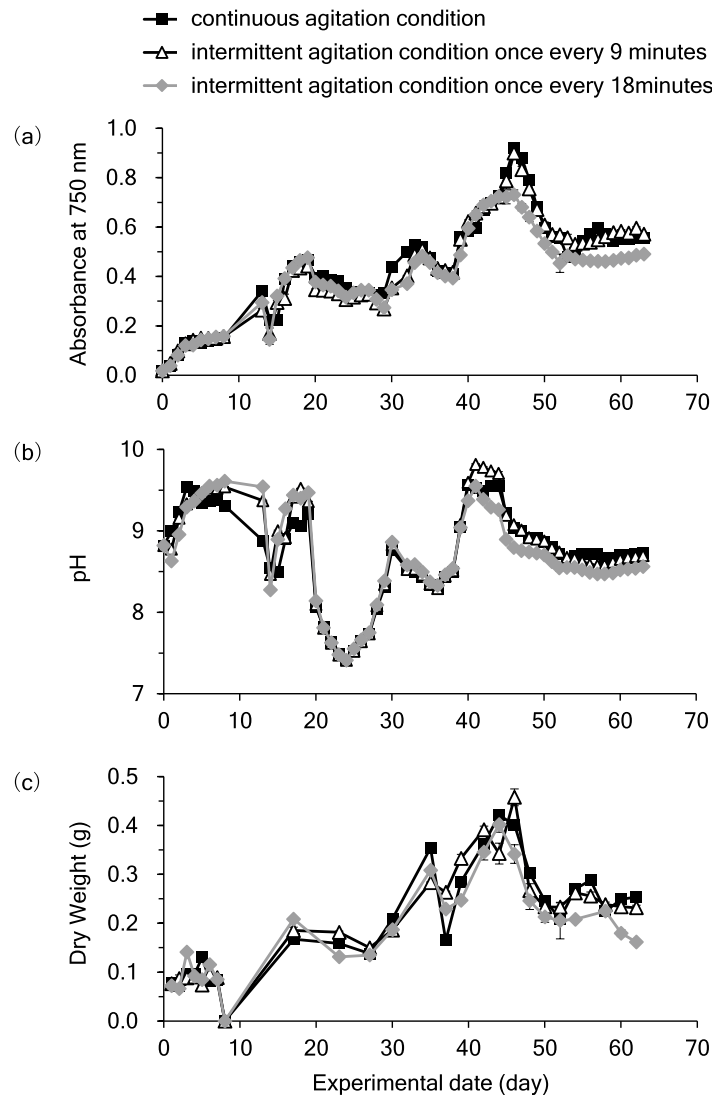 continuous agitation condition
intermittent agitation condition once every 9 minutes
intermittent agitation condition once every 18minutes
(a)
Absorbance at 750 nm
1.0
0.8
0.6
0.4
0.2
0.0
0 10 20 30 40 50 60 70
(b)
pH
10
9
8
7
0 10 20 30 40 50 60 70
(c)
Dry Weight (g)
0.5
0.4
0.3
0.2
0.1
0.0
0 10 20 30 40 50 60 70
Experimental date (day)